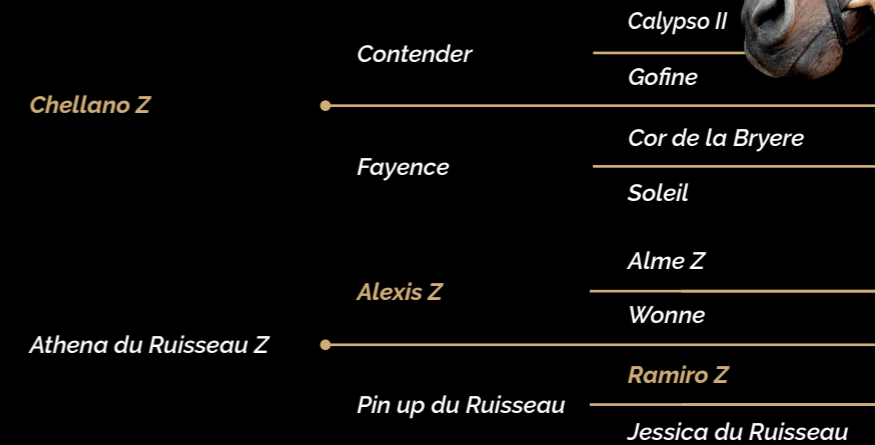 Calypso II
Contender
Gofine
Chellano Z
Cor de la Bryere
Fayence
Soleil
Alme Z
Alexis Z
Wonne
Athena du Ruisseau Z
Ramiro Z
Pin up du Ruisseau
Jessica du Ruisseau